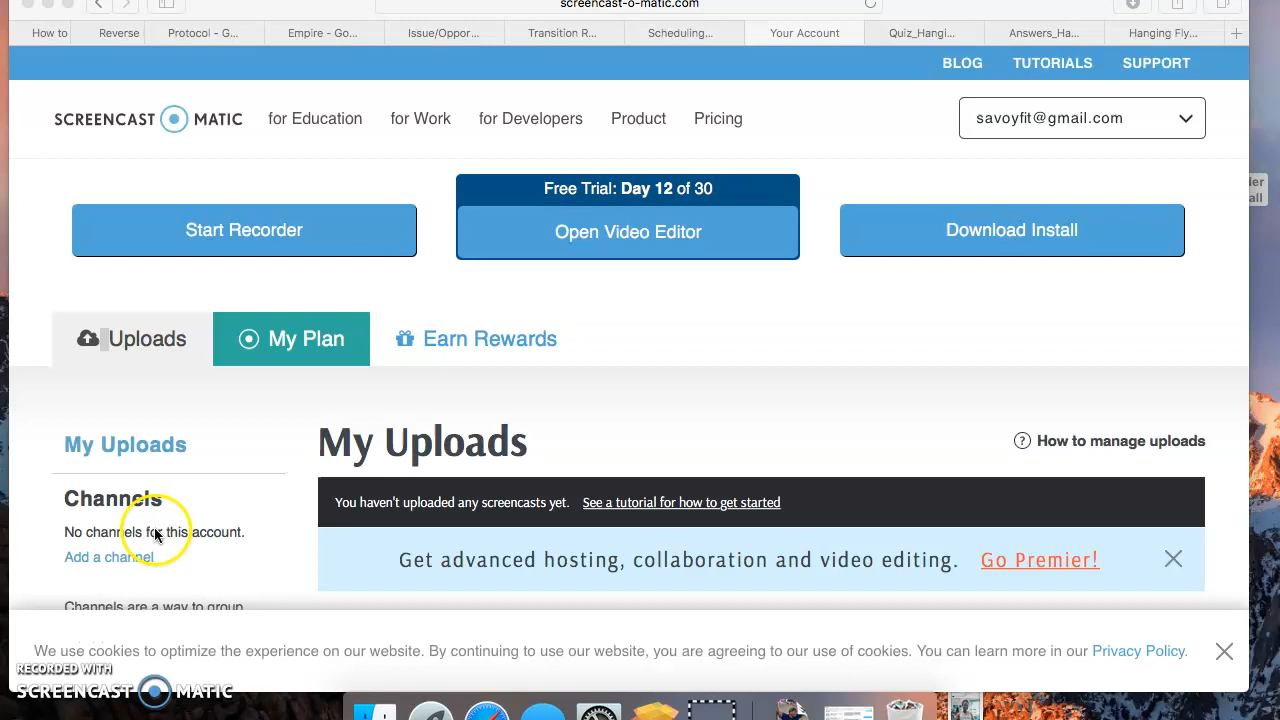 screencast-o-matic.com
How to
Reverse
Protocol - G...
Empire - Go...
Issue/Oppor...
Transition R...
Scheduling...
Your Account
Quiz_Hangi...
Answers_Ha...
Hanging Fly...
BLOG
TUTORIALS
SUPPORT
SCREENCAST MATIC
for Education
for Work
for Developers
Product
Pricing
savoyfit@gmail.com
Free Trial: Day 12 of 30
Start Recorder
Open Video Editor
Download Install
Uploads
My Plan
Earn Rewards
My Uploads
Channels
No channels for this account.
Add a channel
Channels are a way to group
My Uploads
? How to manage uploads
You haven't uploaded any screencasts yet. See a tutorial for how to get started
Get advanced hosting, collaboration and video editing. Go Premier!
We use cookies to optimize the experience on our website. By continuing to use our website, you are agreeing to our use of cookies. You can learn more in our Privacy Policy.
RECORDED WITH
SCREENCAST MATIC